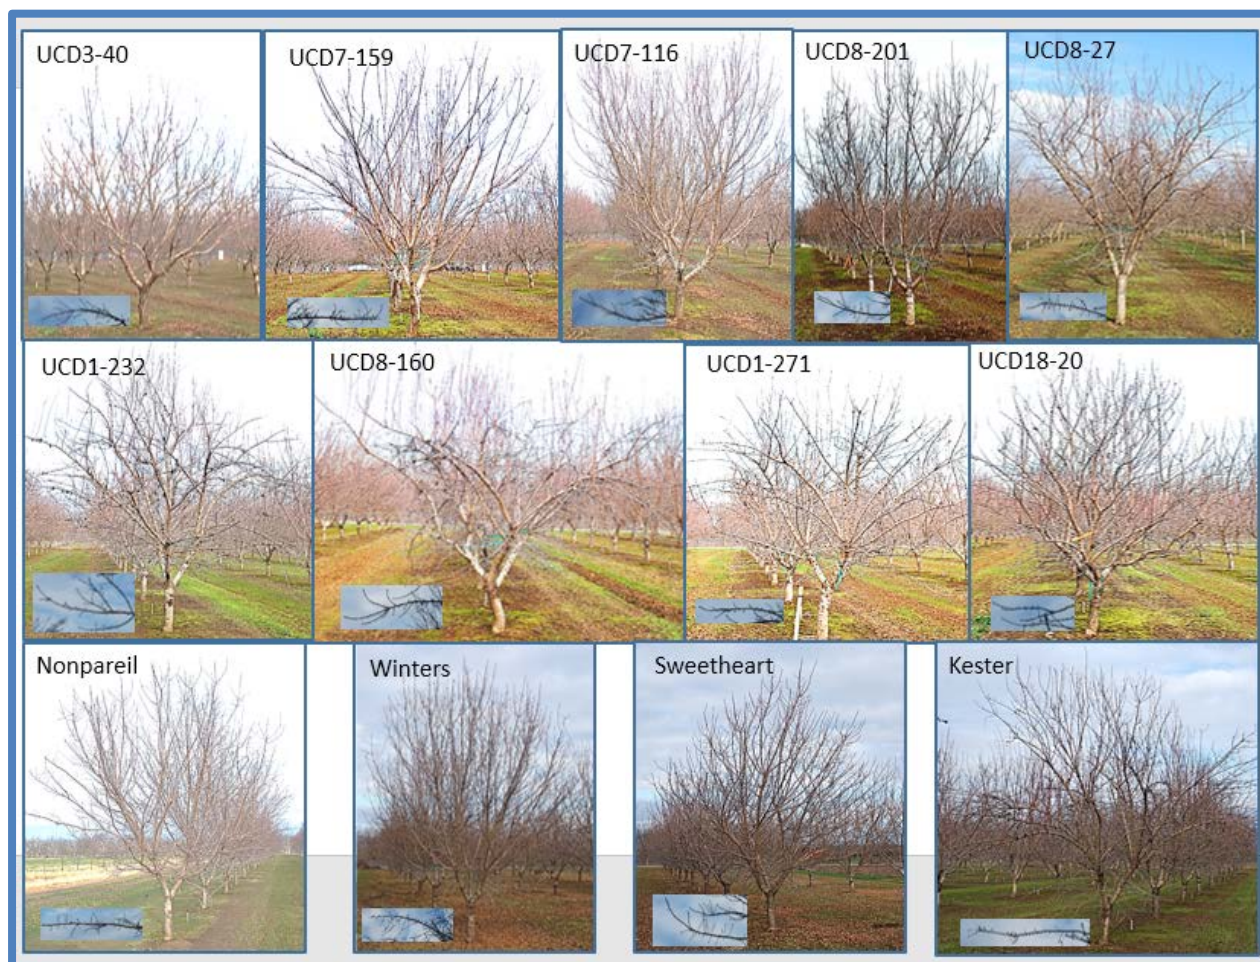 UCD3-40
UCD7-159
UCD7-116
UCD8-201
UCD8-27
UCD1-232
UCD8-160
UCD1-271
UCD18-20
Nonpareil
Winters
Sweetheart
Kester